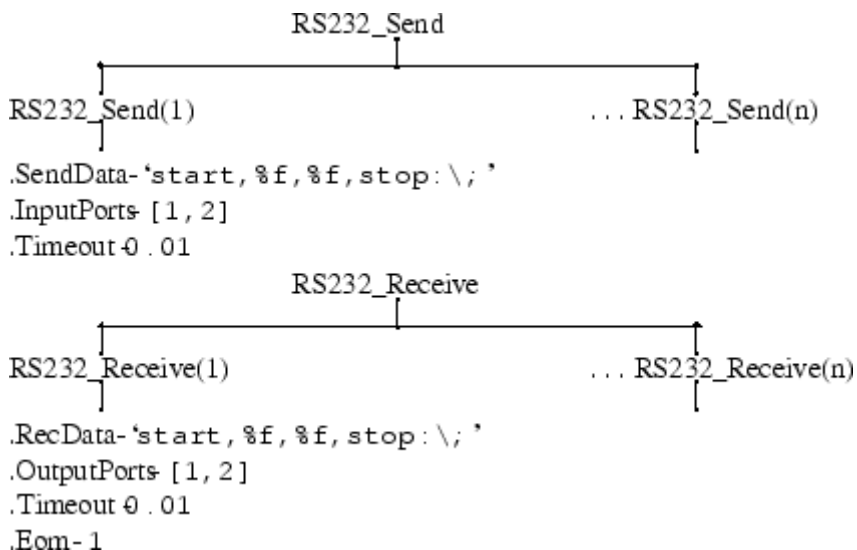 RS232_Send
RS232_Send(1) ... RS232_Send(n)
.SendData-‘start,%f,%f,stop:\;’
.InputPorts-[1,2]
.Timeout-0.01
RS232_Receive
RS232_Receive(1) ... RS232_Receive(n)
.RecData-‘start,%f,%f,stop:\;’
.OutputPorts-[1,2]
.Timeout-0.01
.Eom-1